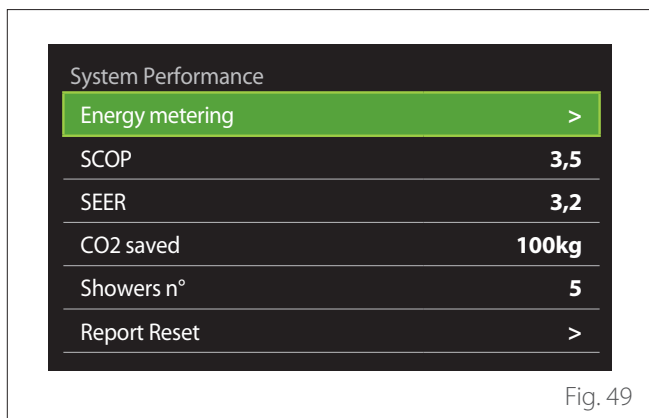 System Performance
Energy metering >
SCOP 3,5
SEER 3,2
CO2 saved 100kg
Showers n° 5
Report Reset >
Fig. 49